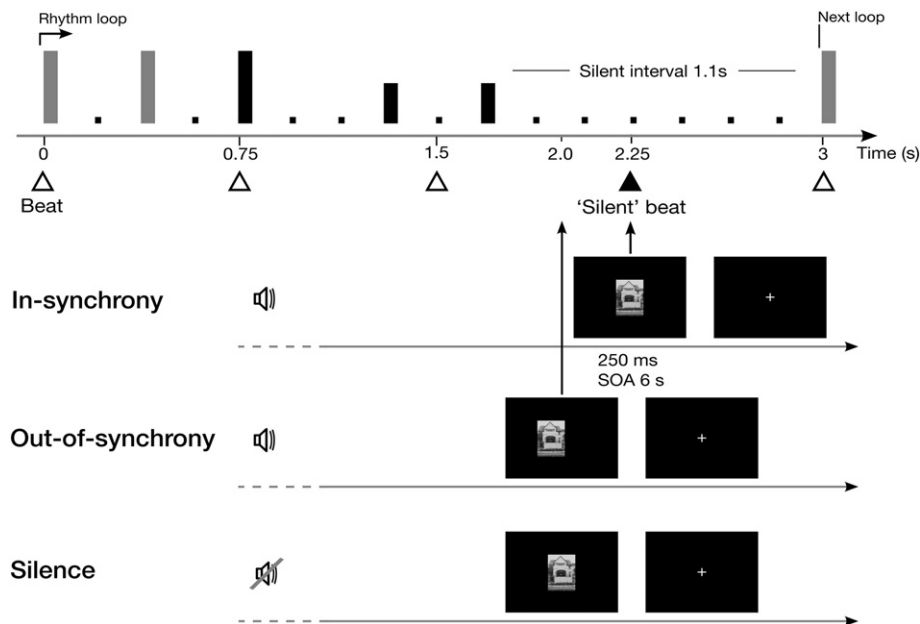 Rhythm loop
Next loop
Silent interval 1.1s
0 0.75 1.5 2.0 2.25 3 Time (s)
Beat
‘Silent’ beat
In-synchrony
250 ms
SOA 6 s
Out-of-synchrony
Silence